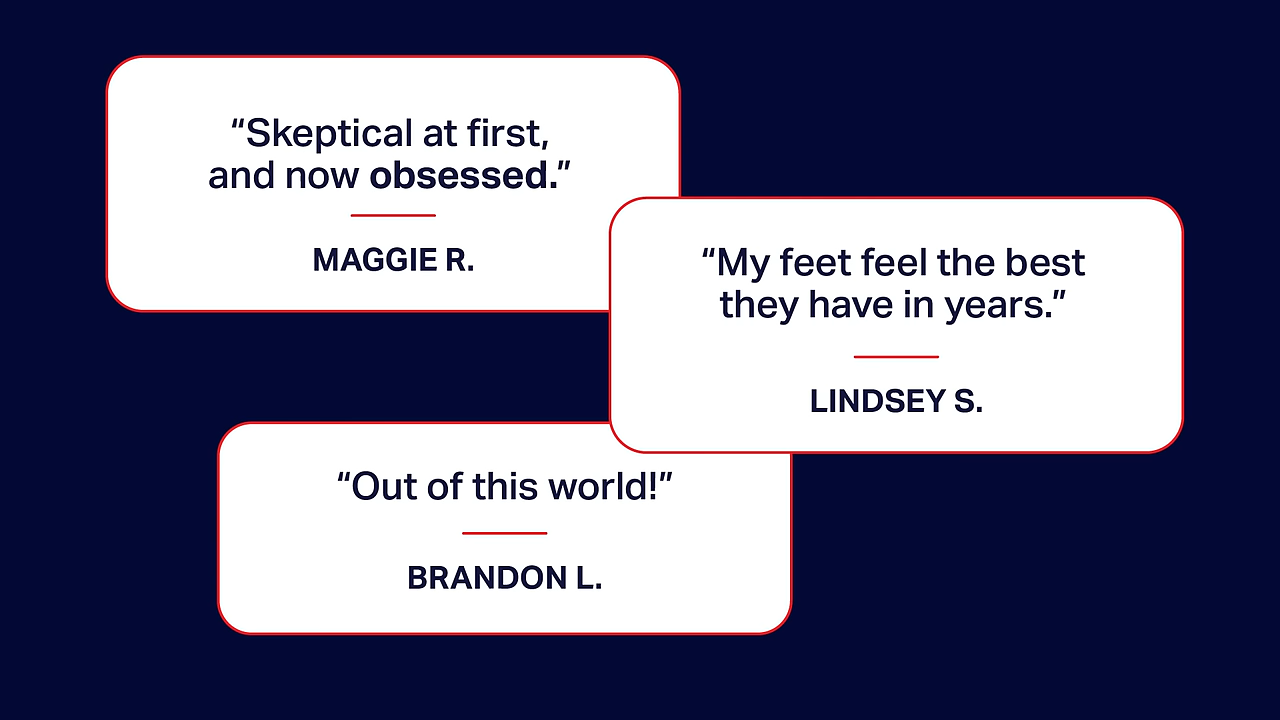 “Skeptical at first,
and now obsessed.”
MAGGIE R.
“My feet feel the best
they have in years.”
LINDSEY S.
“Out of this world!”
BRANDON L.